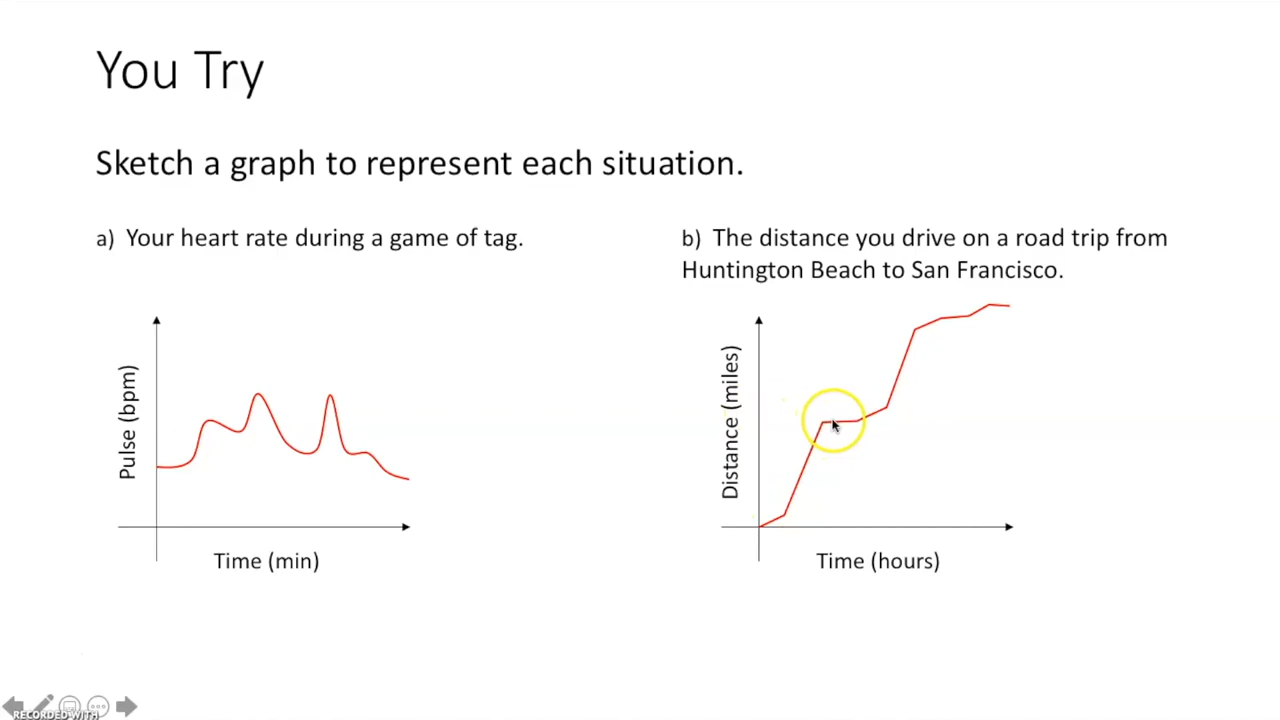 You Try
Sketch a graph to represent each situation.
a) Your heart rate during a game of tag.
b) The distance you drive on a road trip from
Huntington Beach to San Francisco.
Pulse (bpm)
Time (min)
Distance (miles)
Time (hours)
RECORDED WITH